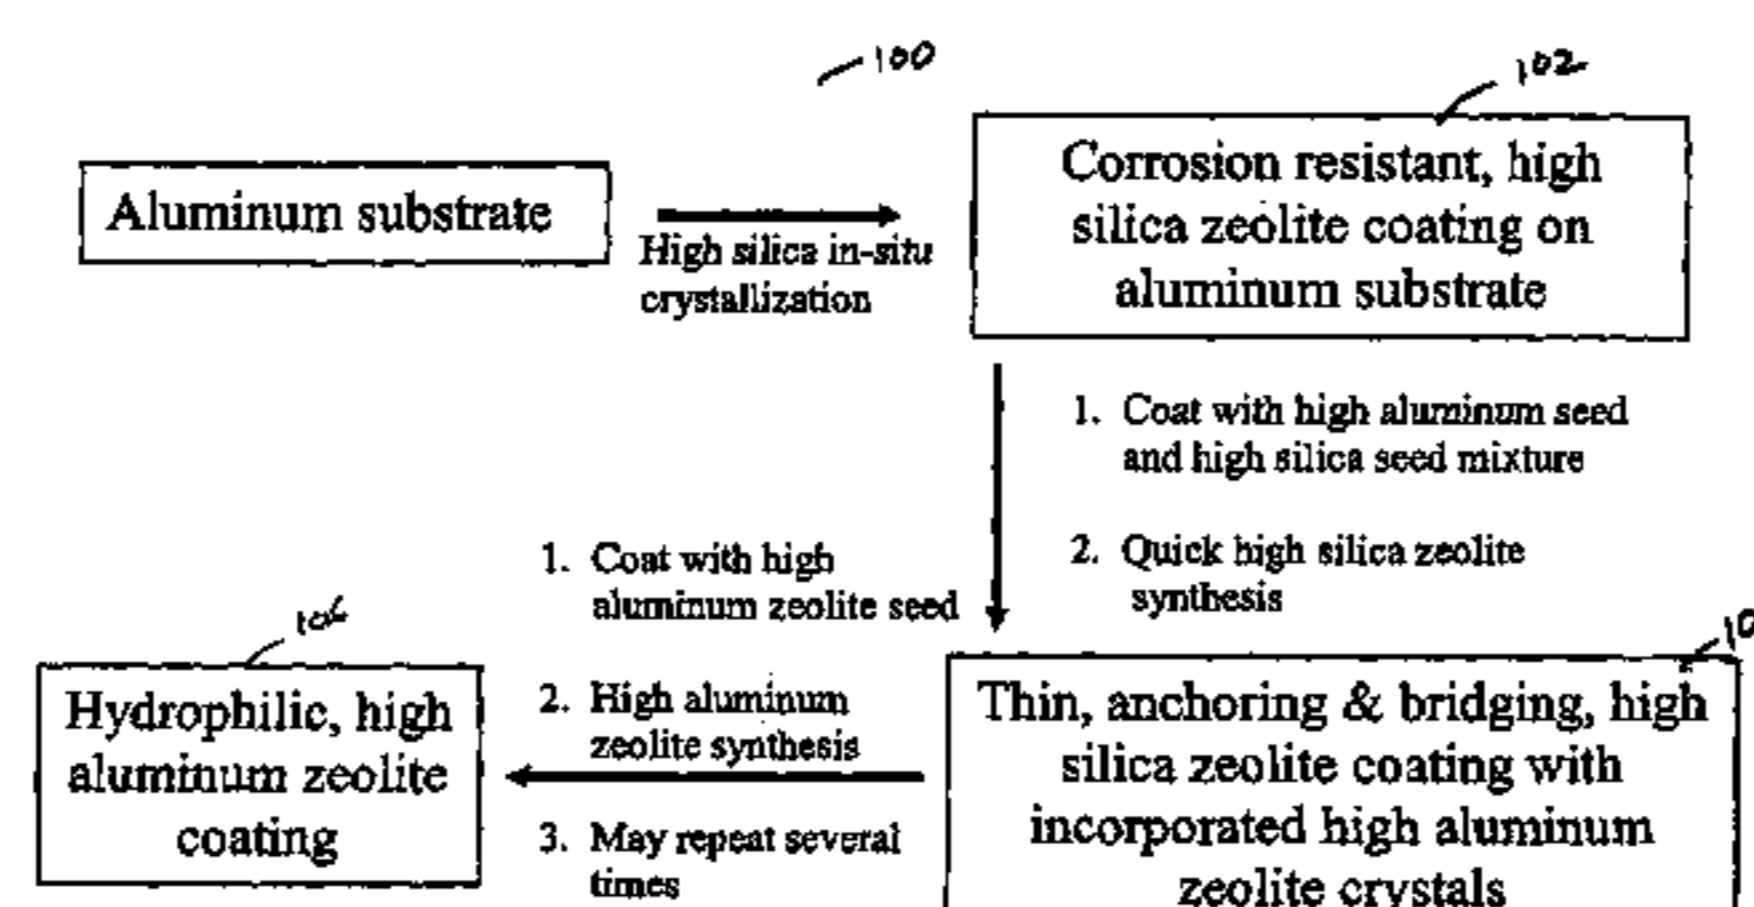 100
102
Aluminum substrate
High silica in-situ
crystallization
Corrosion resistant, high
silica zeolite coating on
aluminum substrate
1. Coat with high aluminum seed
and high silica seed mixture
2. Quick high silica zeolite
synthesis
10
Thin, anchoring & bridging, high
silica zeolite coating with
incorporated high aluminum
zeolite crystals
1. Coat with high
aluminum zeolite seed
2. High aluminum
zeolite synthesis
3. May repeat several
times
106
Hydrophilic, high
aluminum zeolite
coating